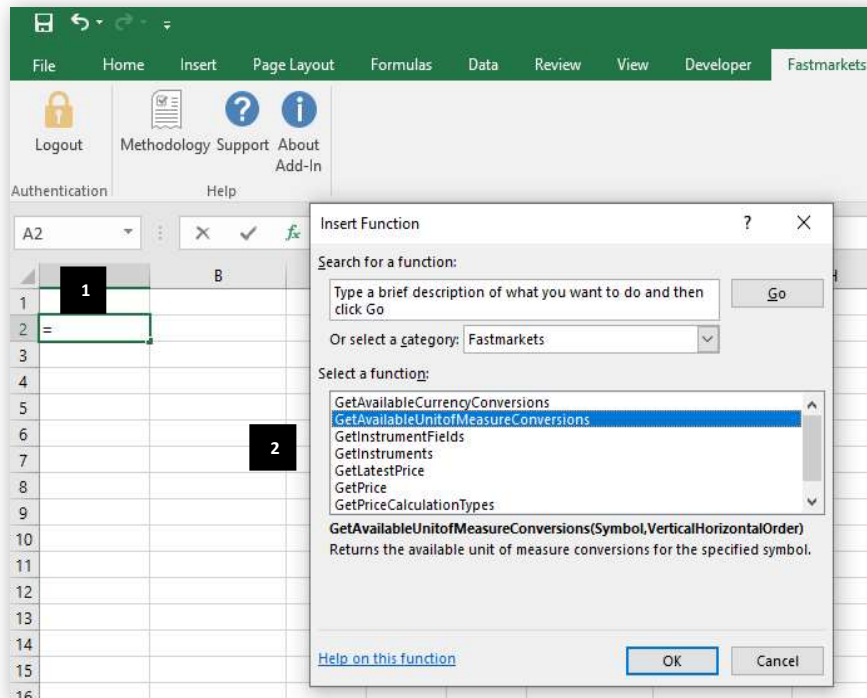 File Home Insert Page Layout Formulas Data Review View Developer Fastmarkets
Logout Methodology Support About
Add-In
Authentication Help
A2 fx
Insert Function ? X
Search for a function:
Type a brief description of what you want to do and then
click Go
Go
Or select a category: Fastmarkets
Select a function:
GetAvailableCurrencyConversions
GetAvailableUnitofMeasureConversions
GetInstrumentFields
GetInstruments
GetLatestPrice
GetPrice
GetPriceCalculationTypes
GetAvailableUnitofMeasureConversions(Symbol,VerticalHorizontalOrder)
Returns the available unit of measure conversions for the specified symbol.
Help on this function OK Cancel
1 B
1
2 =
3
4
5
6
2
7
8
9
10
11
12
13
14
15
16